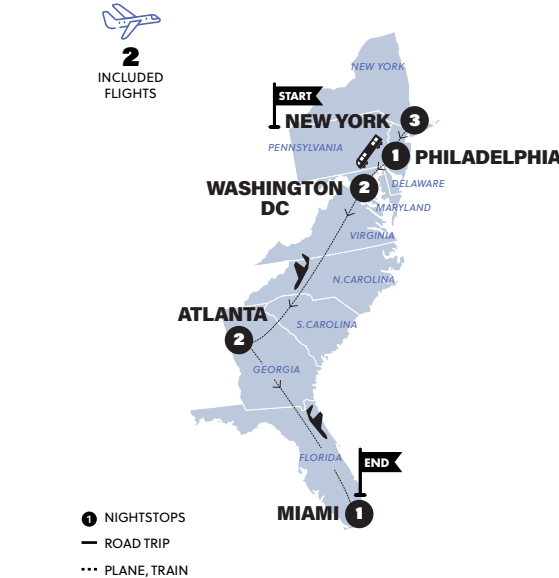 2
INCLUDED
FLIGHTS
NEW YORK
START
NEW YORK 3
PENNSYLVANIA
1 PHILADELPHIA
WASHINGTON
DC
2
DELAWARE
MARYLAND
VIRGINIA
N.CAROLINA
ATLANTA
2
S.CAROLINA
GEORGIA
FLORIDA
END
MIAMI 1
1 NIGHTSTOPS
ROAD TRIP
PLANE, TRAIN